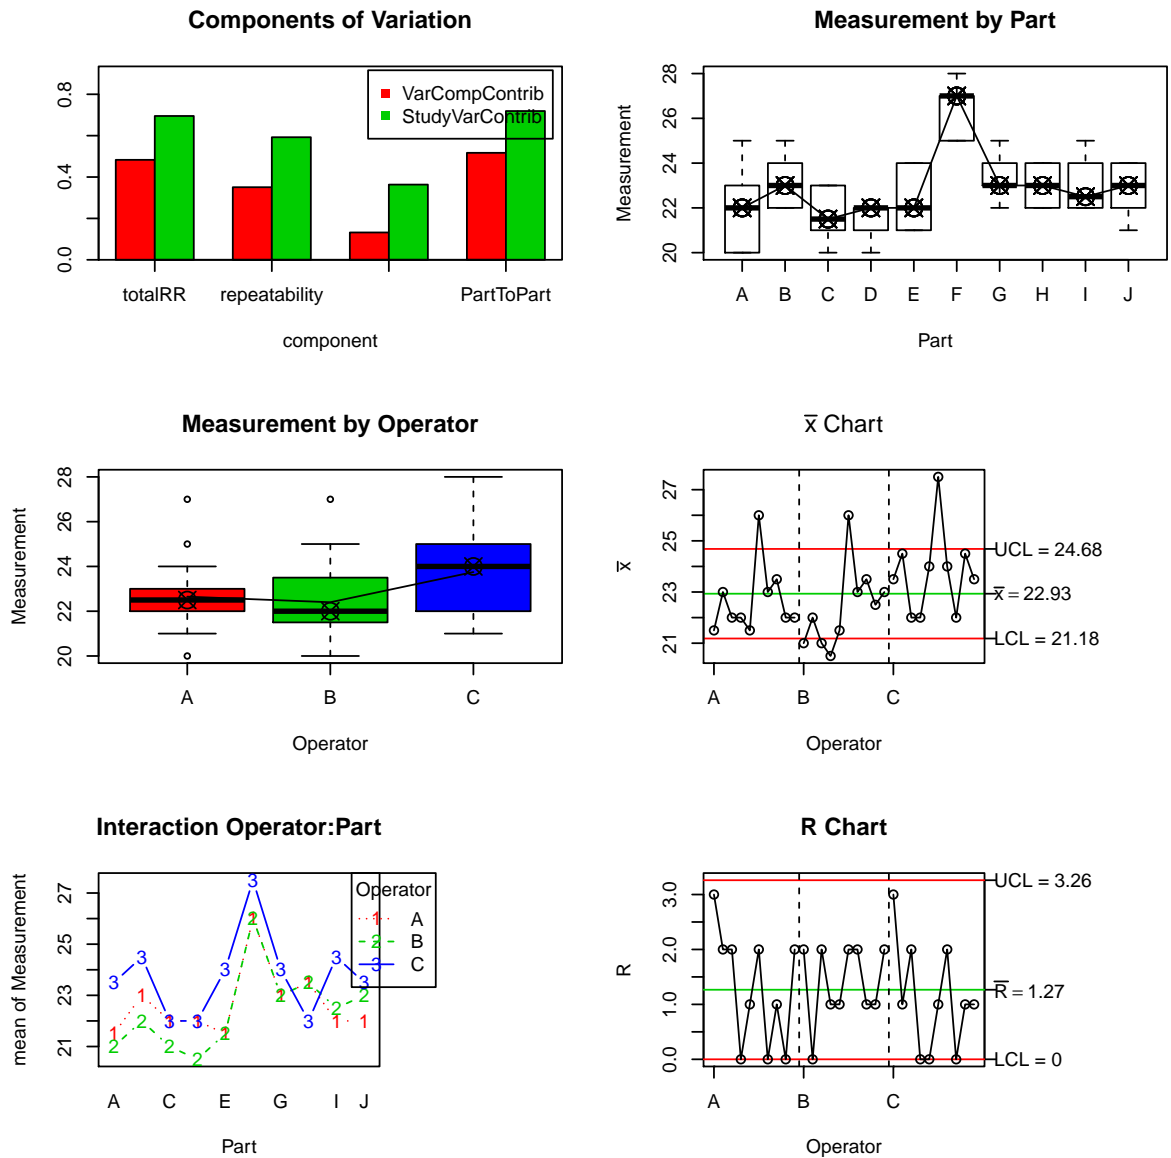 Components of Variation
0.8
0.4
0.0
VarCompContrib
StudyVarContrib
totalRR repeatability PartToPart
component
Measurement by Part
Measurement
28
26
24
22
20
A B C D E F G H I J
Part
Measurement by Operator
Measurement
28
26
24
22
20
A B C
Operator
x̅ Chart
x̅
27
25
23
21
UCL = 24.68
x̿ = 22.93
LCL = 21.18
A B C
Operator
Interaction Operator:Part
mean of Measurement
27
25
23
21
Operator
1 A
2 B
3 C
A C E G I J
Part
R Chart
R
3.0
2.0
1.0
0.0
UCL = 3.26
R̅ = 1.27
LCL = 0
A B C
Operator